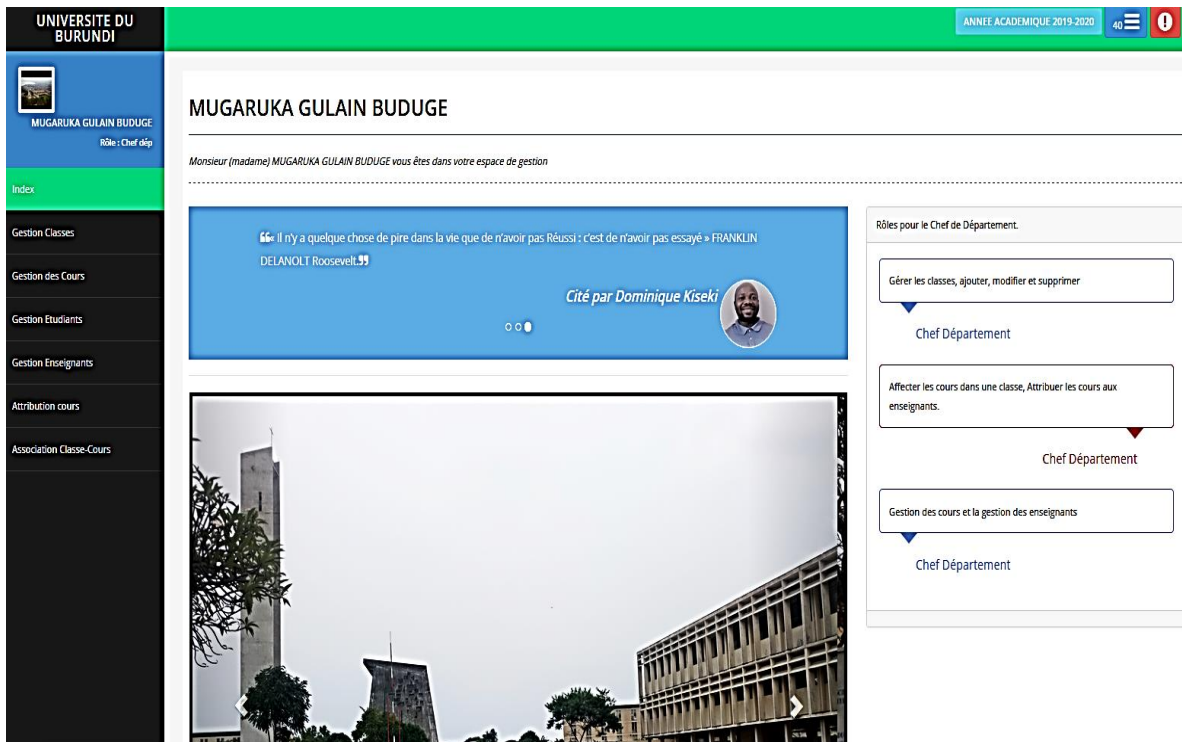 UNIVERSITE DU
BURUNDI
ANNEE ACADEMIQUE 2019-2020
40
MUGARUKA GULAIN BUDUGE
Rôle : Chef dép
Index
Gestion Classes
Gestion des Cours
Gestion Etudiants
Gestion Enseignants
Attribution cours
Association Classe-Cours
MUGARUKA GULAIN BUDUGE
Monsieur (madame) MUGARUKA GULAIN BUDUGE vous êtes dans votre espace de gestion
« Il n'y a quelque chose de pire dans la vie que de n'avoir pas Réussi : c'est de n'avoir pas essayé » FRANKLIN
DELANOLT Roosevelt.
Cité par Dominique Kiseki
Rôles pour le Chef de Département.
Gérer les classes, ajouter, modifier et supprimer
Chef Département
Affecter les cours dans une classe, Attribuer les cours aux
enseignants.
Chef Département
Gestion des cours et la gestion des enseignants
Chef Département